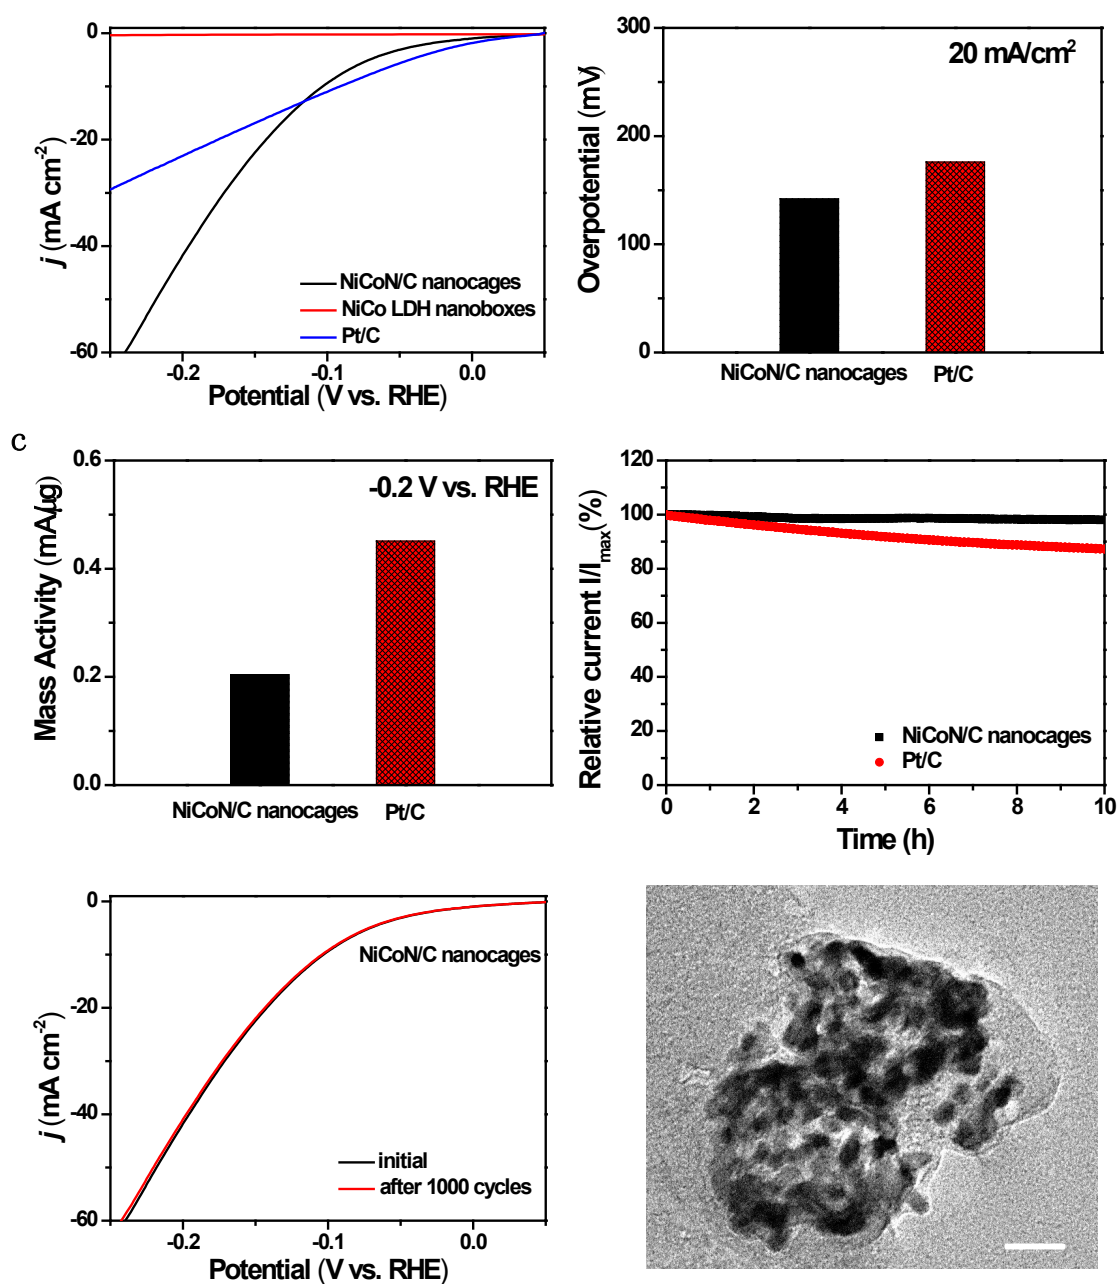 0
-20
-40
-60
j (mA cm-2)
NiCoN/C nanocages
NiCo LDH nanoboxes
Pt/C
-0.2
-0.1
0.0
Potential (V vs. RHE)
300
200
100
0
Overpotential (mV)
20 mA/cm2
NiCoN/C nanocages
Pt/C
c
0.6
0.4
0.2
0.0
Mass Activity (mA/μg)
-0.2 V vs. RHE
NiCoN/C nanocages
Pt/C
120
100
80
60
40
20
0
Relative current I/Imax(%)
NiCoN/C nanocages
Pt/C
0
2
4
6
8
10
Time (h)
0
-20
-40
-60
j (mA cm-2)
NiCoN/C nanocages
initial
after 1000 cycles
-0.2
-0.1
0.0
Potential (V vs. RHE)